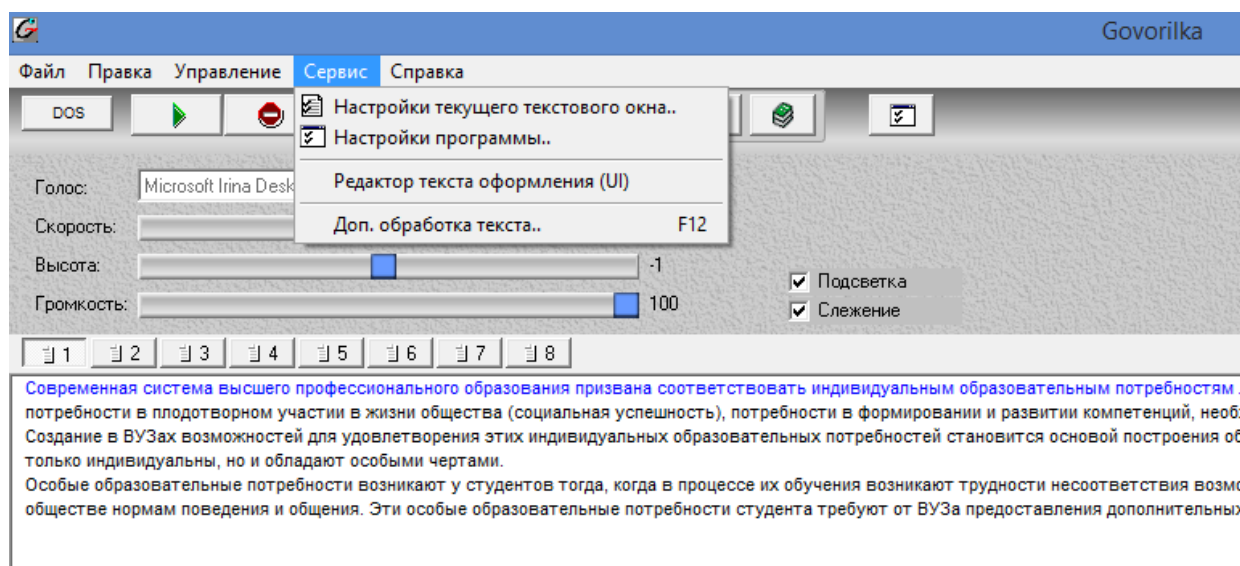 Govorilka
Файл Правка Управление Сервис Справка
DOS
Настройки текущего текстового окна..
Настройки программы..
Редактор текста оформления (UI)
Доп. обработка текста.. F12
Голос: Microsoft Irina Desk
Скорость:
Высота: -1
Громкость: 100
Подсветка
Слежение
1 2 3 4 5 6 7 8
Современная система высшего профессионального образования призвана соответствовать индивидуальным образовательным потребностям
потребности в плодотворном участии в жизни общества (социальная успешность), потребности в формировании и развитии компетенций,
Создание в ВУЗах возможностей для удовлетворения этих индивидуальных образовательных потребностей становится основой построения
только индивидуальны, но и обладают особыми чертами.
Особые образовательные потребности возникают у студентов тогда, когда в процессе их обучения возникают трудности несоответствия
обществе нормам поведения и общения. Эти особые образовательные потребности студента требуют от ВУЗа предоставления